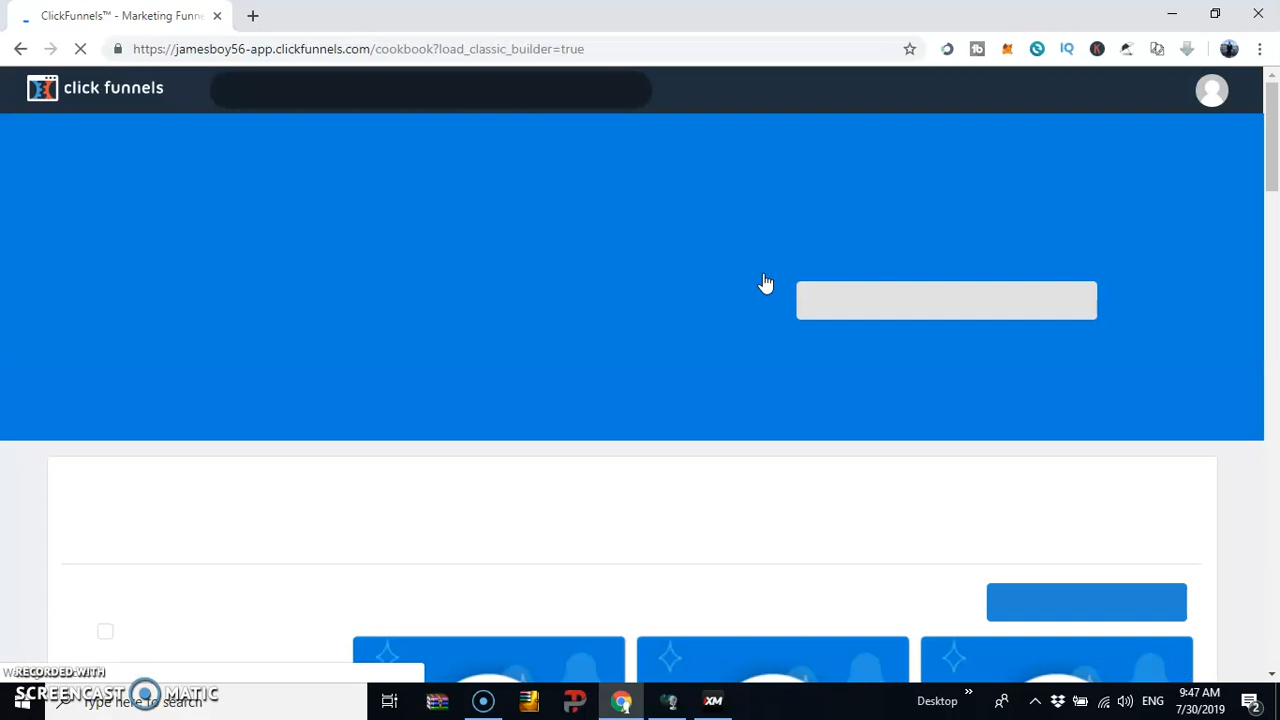 ClickFunnels™ - Marketing Funne
https://jamesboy56-app.clickfunnels.com/cookbook?load_classic_builder=true
click funnels
RECORDED WITH
SCREENCAST MATIC
Type here to search
Desktop
ENG
9:47 AM
7/30/2019